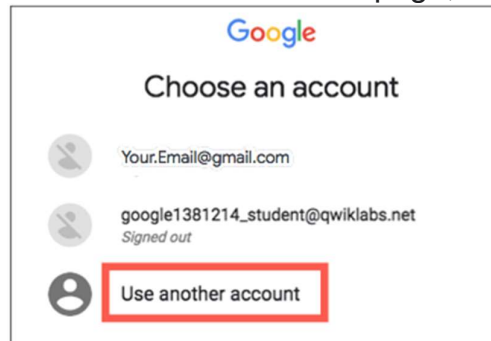 Google
Choose an account
Your.Email@gmail.com
google1381214_student@qwiklabs.net
Signed out
Use another account